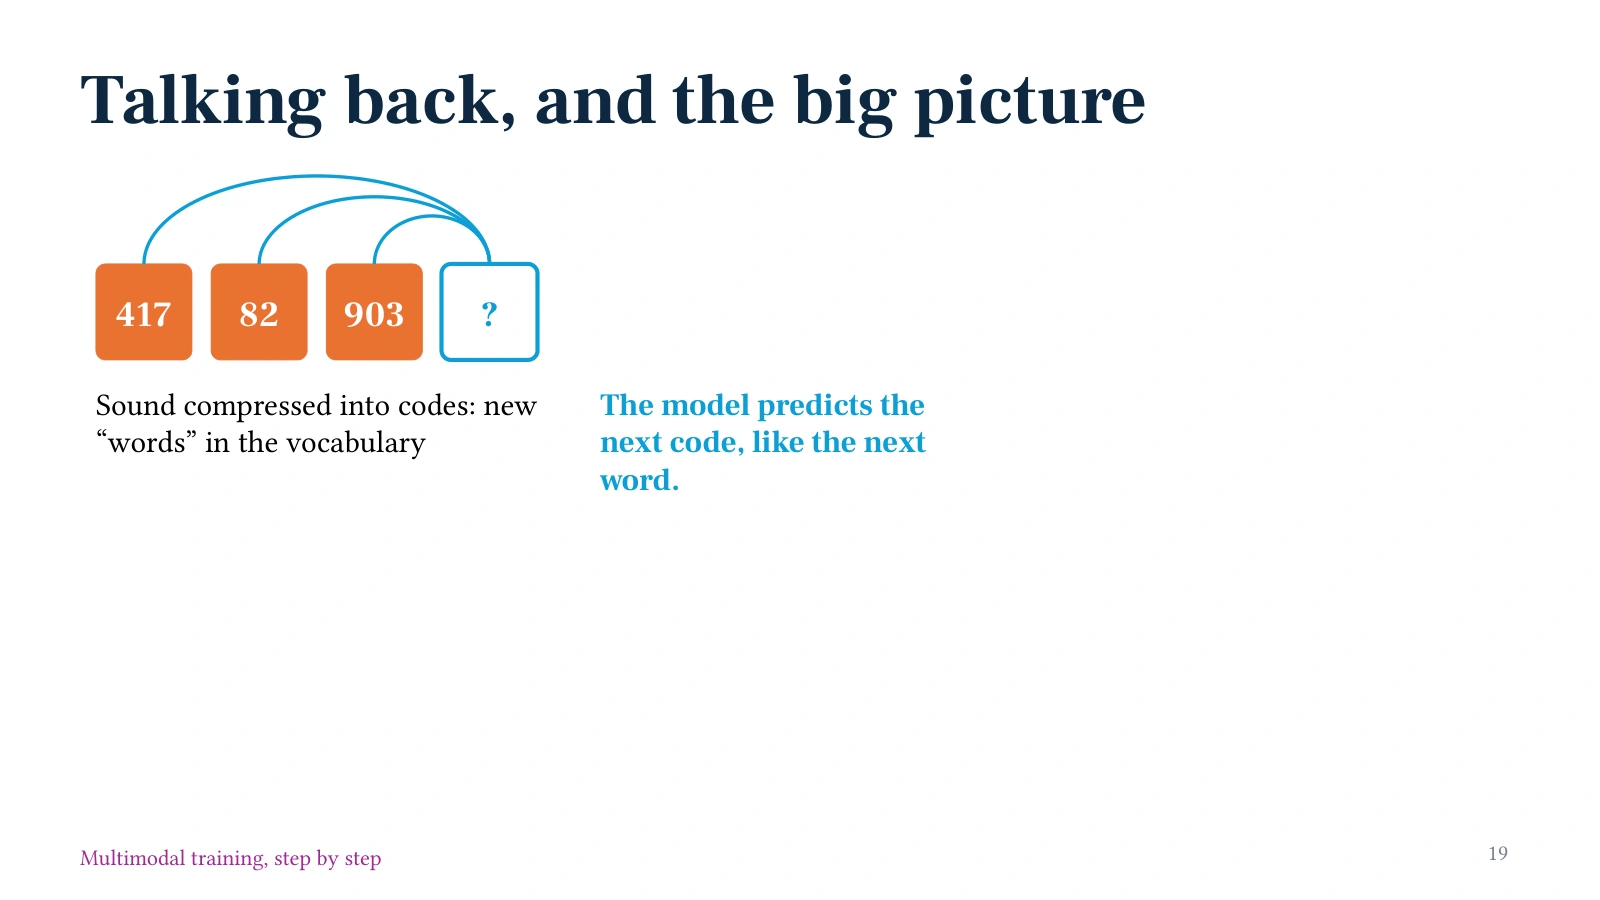 Talking back, and the big picture
417 82 903 ?
Sound compressed into codes: new
“words” in the vocabulary
The model predicts the
next code, like the next
word.
Multimodal training, step by step
19